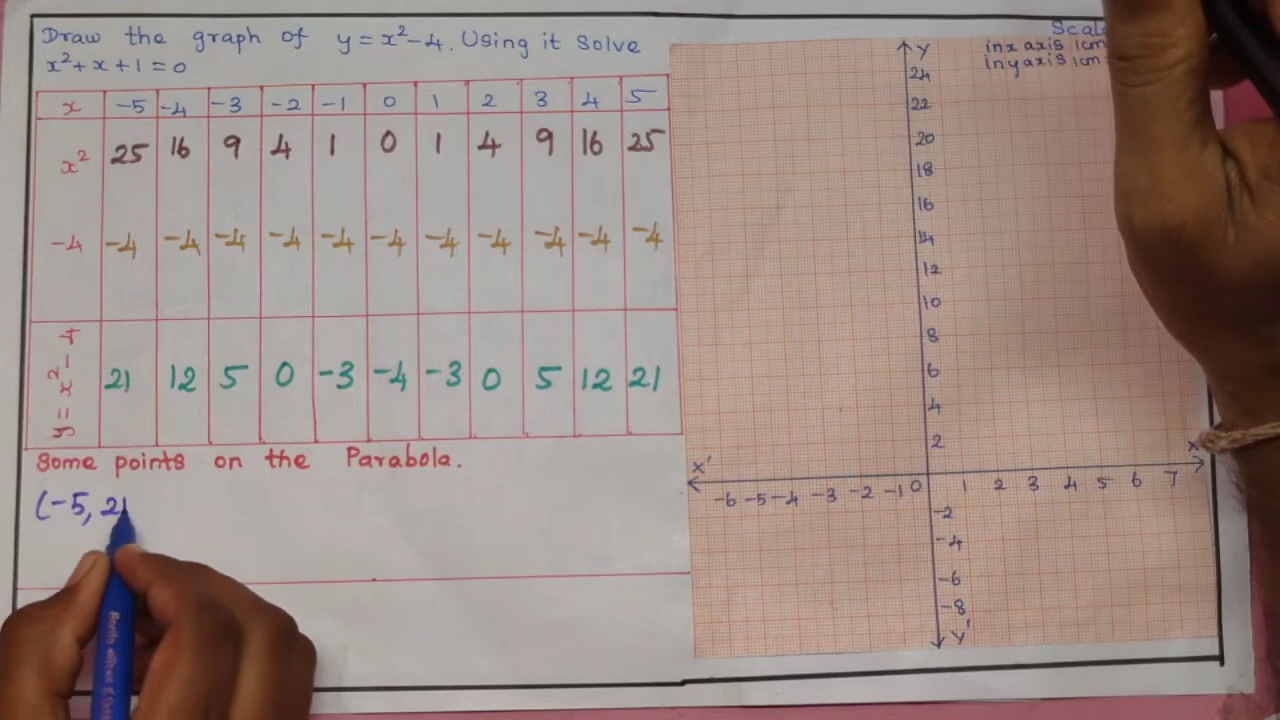 Draw the graph of y = x² - 4. Using it solve
x² + x + 1 = 0
x -5 -4 -3 -2 -1 0 1 2 3 4 5
x² 25 16 9 4 1 0 1 4 9 16 25
-4 -4 -4 -4 -4 -4 -4 -4 -4 -4 -4 -4
y = x² - 4 21 12 5 0 -3 -4 -3 0 5 12 21
Some points on the Parabola.
(-5, 21
in x axis 1cm
in y axis 1cm
Y
24
22
20
18
16
14
12
10
8
6
4
2
X' X
-6 -5 -4 -3 -2 -1 0 1 2 3 4 5 6 7
-2
-4
-6
-8
Y'